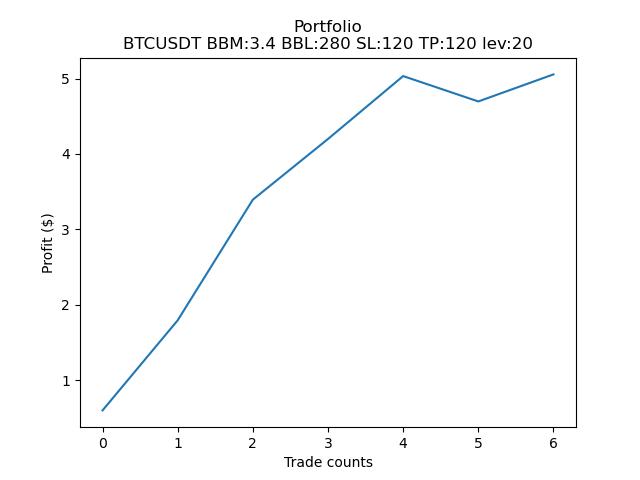 Portfolio
BTCUSDT BBM:3.4 BBL:280 SL:120 TP:120 lev:20
5
4
3
2
1
Profit ($)
0 1 2 3 4 5 6
Trade counts